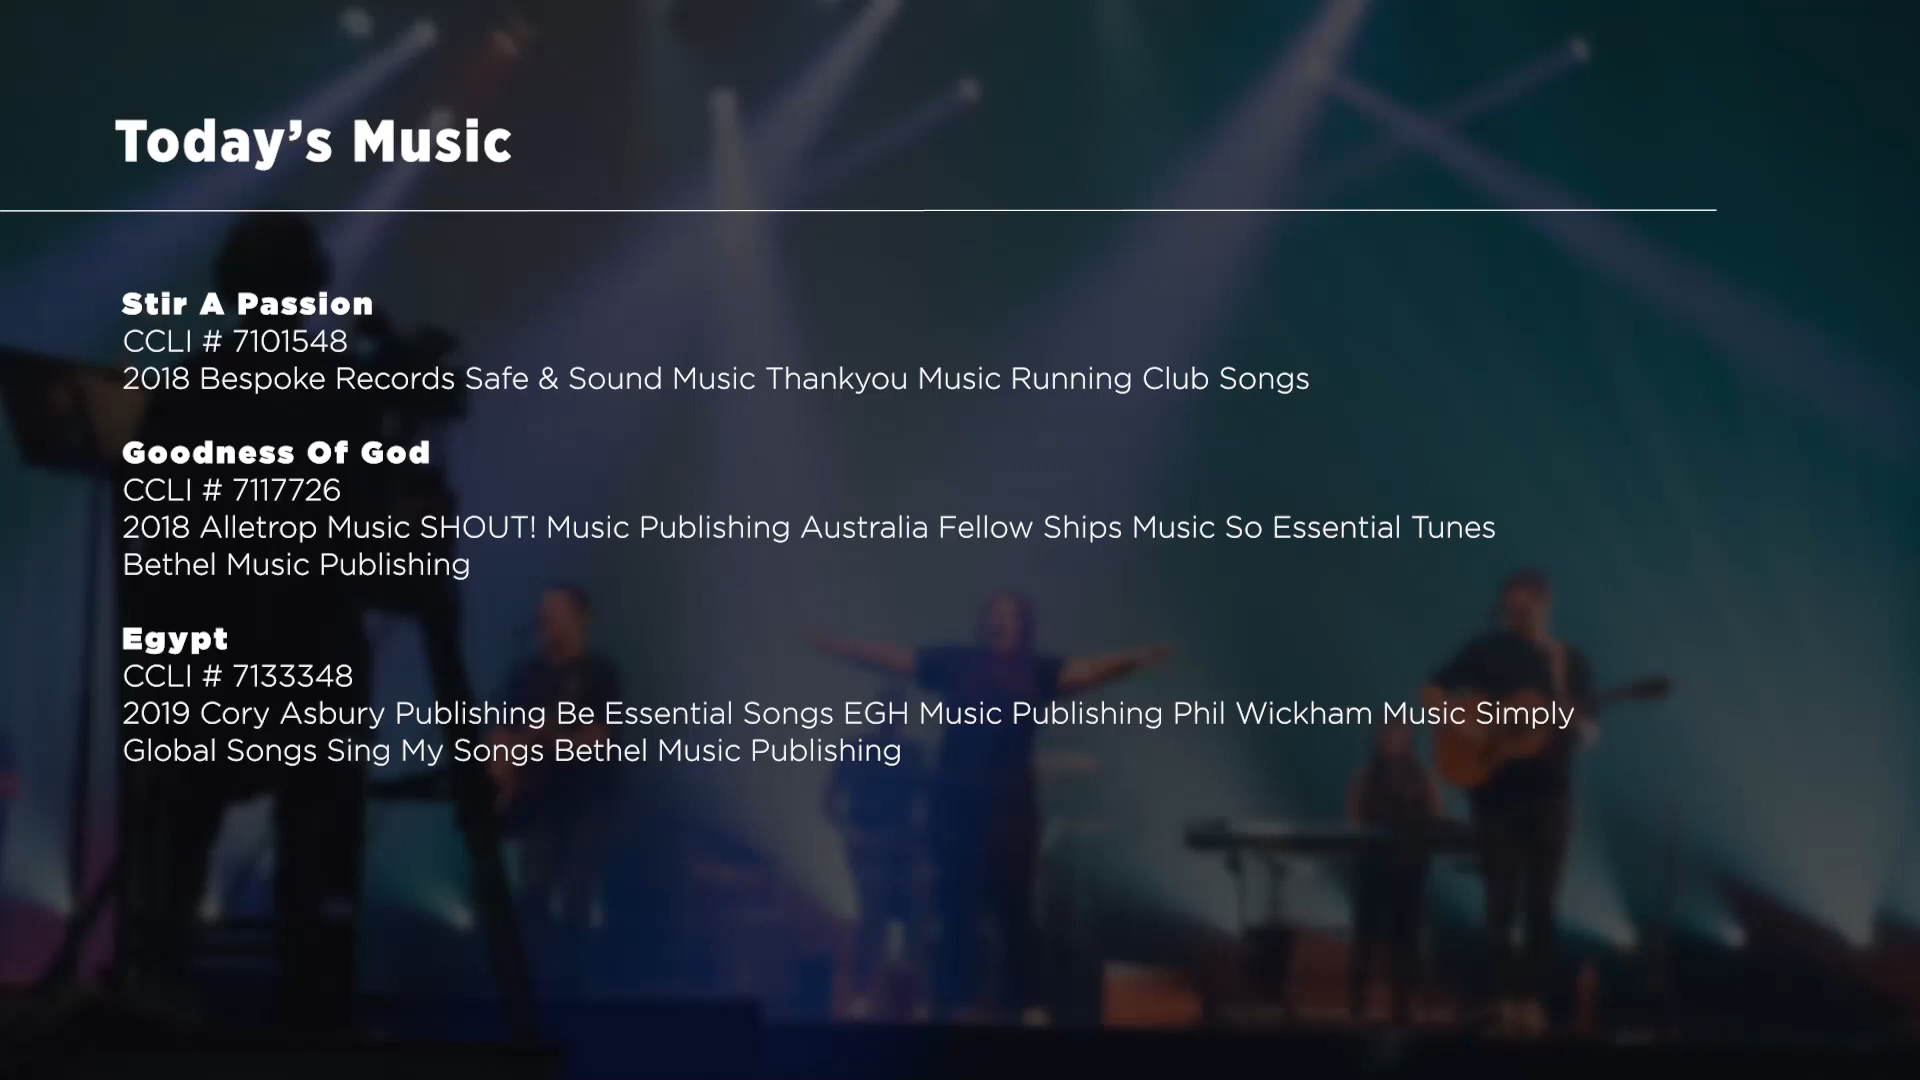 Today's Music
Stir A Passion
CCLI # 7101548
2018 Bespoke Records Safe & Sound Music Thankyou Music Running Club Songs
Goodness Of God
CCLI # 7117726
2018 Alletrop Music SHOUT! Music Publishing Australia Fellow Ships Music So Essential Tunes
Bethel Music Publishing
Egypt
CCLI # 7133348
2019 Cory Asbury Publishing Be Essential Songs EGH Music Publishing Phil Wickham Music Simply
Global Songs Sing My Songs Bethel Music Publishing